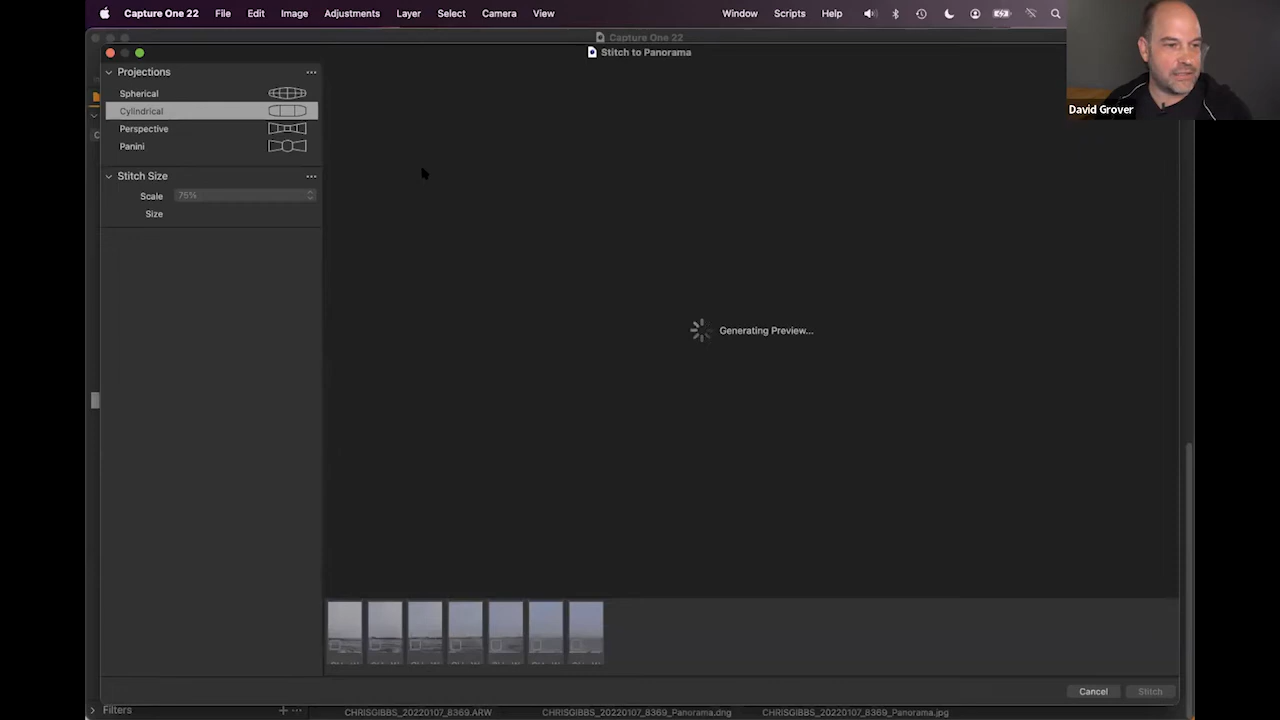 Capture One 22 File Edit Image Adjustments Layer Select Camera View Window Scripts Help
Capture One 22
Stitch to Panorama
Projections
Spherical
Cylindrical
Perspective
Panini
Stitch Size
Scale 75%
Size
Generating Preview...
David Grover
Cancel Stitch
Filters
CHRISGIBBS_20220107_8369.ARW CHRISGIBBS_20220107_8369_Panorama.dng CHRISGIBBS_20220107_8369_Panorama.jpg